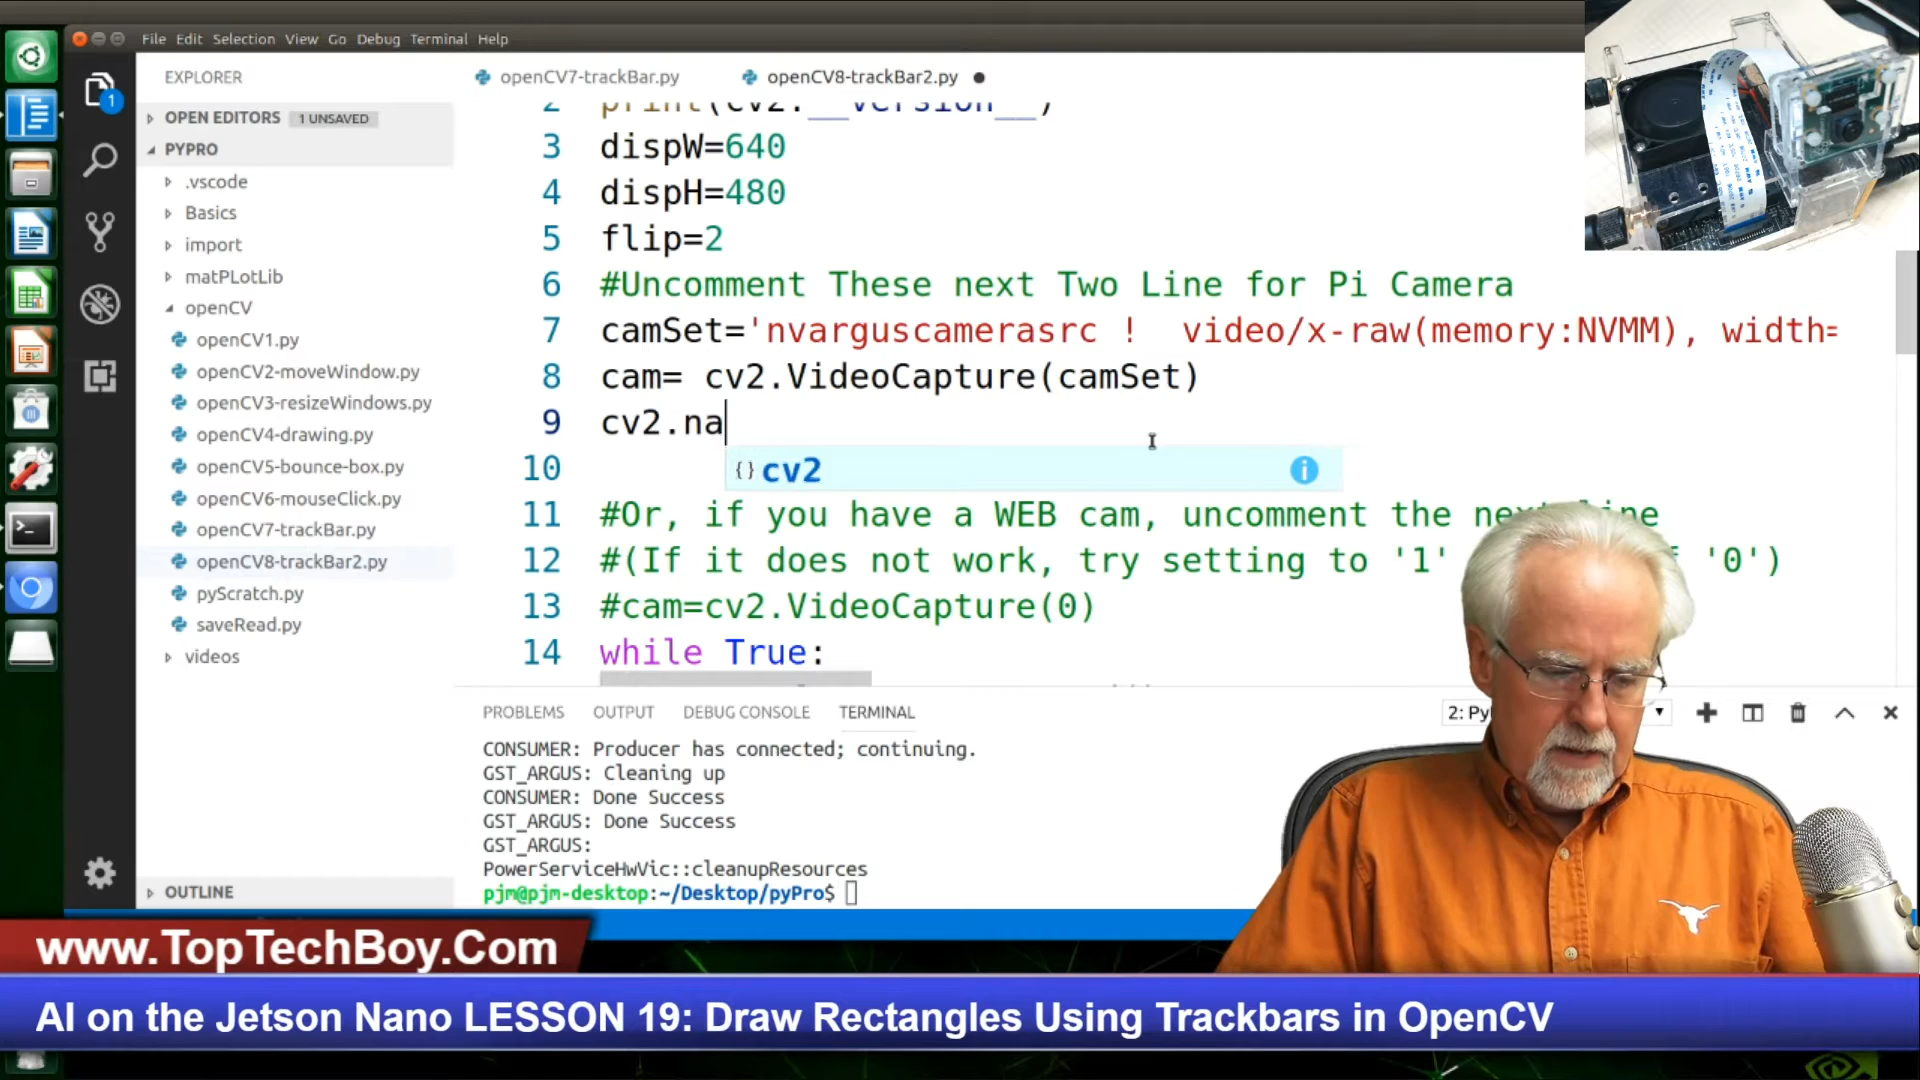 File Edit Selection View Go Debug Terminal Help
EXPLORER
OPEN EDITORS 1 UNSAVED
PYPRO
.vscode
Basics
import
matPLotLib
openCV
openCV1.py
openCV2-moveWindow.py
openCV3-resizeWindows.py
openCV4-drawing.py
openCV5-bounce-box.py
openCV6-mouseClick.py
openCV7-trackBar.py
openCV8-trackBar2.py
pyScratch.py
saveRead.py
videos
OUTLINE
1
openCV7-trackBar.py openCV8-trackBar2.py
2 print(cv2.__version__)
3 dispW=640
4 dispH=480
5 flip=2
6 #Uncomment These next Two Line for Pi Camera
7 camSet='nvarguscamerasrc !  video/x-raw(memory:NVMM), width=
8 cam= cv2.VideoCapture(camSet)
9 cv2.na
10 {} cv2
11 #Or, if you have a WEB cam, uncomment the next line
12 #(If it does not work, try setting to '1' '0')
13 #cam=cv2.VideoCapture(0)
14 while True:
PROBLEMS OUTPUT DEBUG CONSOLE TERMINAL
CONSUMER: Producer has connected; continuing.
GST_ARGUS: Cleaning up
CONSUMER: Done Success
GST_ARGUS: Done Success
GST_ARGUS:
PowerServiceHwVic::cleanupResources
pjm@pjm-desktop:~/Desktop/pyPro$
www.TopTechBoy.Com
AI on the Jetson Nano LESSON 19: Draw Rectangles Using Trackbars in OpenCV